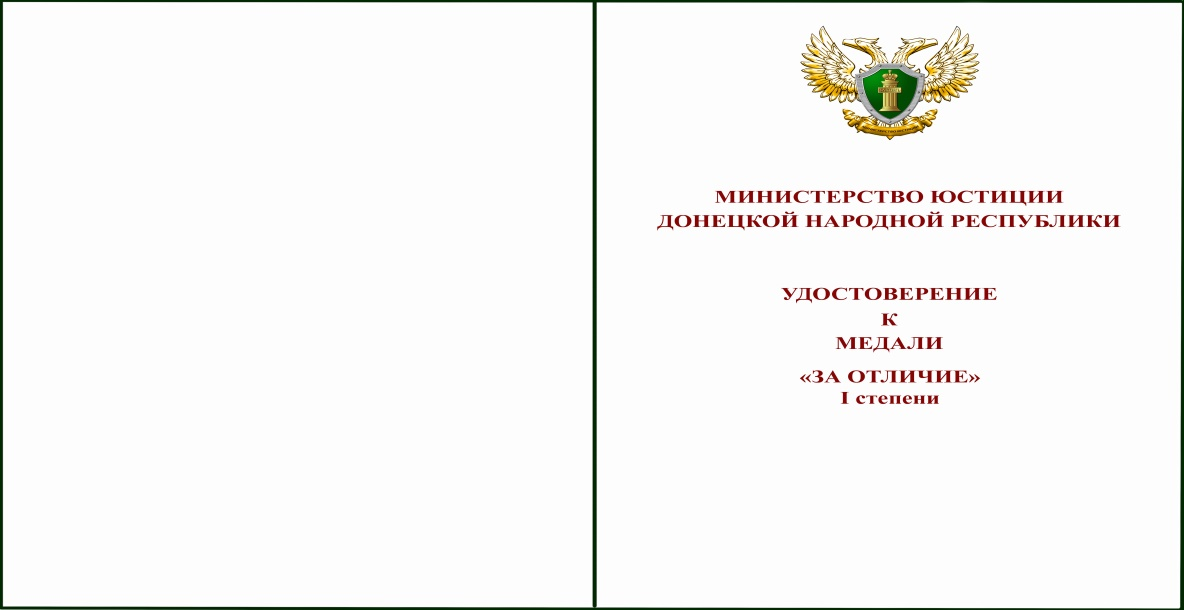 МИНИСТЕРСТВО ЮСТИЦИИ
ДОНЕЦКОЙ НАРОДНОЙ РЕСПУБЛИКИ
УДОСТОВЕРЕНИЕ
К
МЕДАЛИ
«ЗА ОТЛИЧИЕ»
I степени